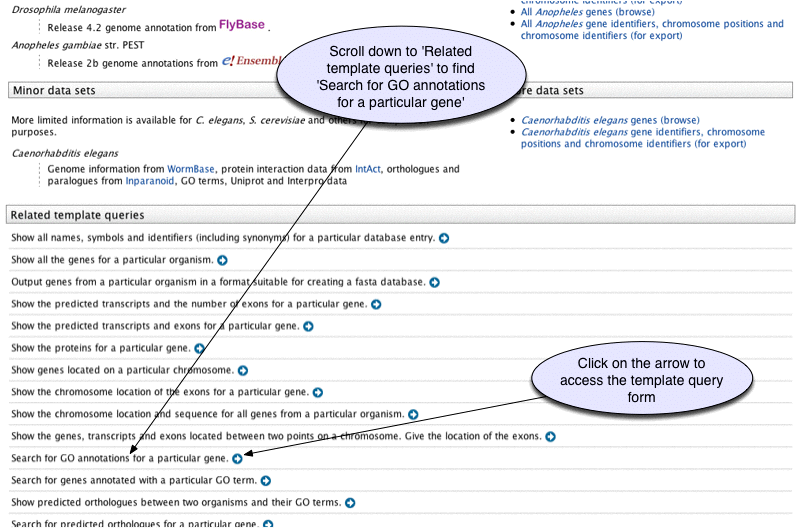 Drosophila melanogaster
Release 4.2 genome annotation from FlyBase .
Anopheles gambiae str. PEST
Release 2b genome annotations from e! Ensembl
chromosome identifiers (for export)
All Anopheles genes (browse)
All Anopheles gene identifiers, chromosome positions and
chromosome identifiers (for export)
Scroll down to 'Related
template queries' to find
'Search for GO annotations
for a particular gene'
Minor data sets
re data sets
More limited information is available for C. elegans, S. cerevisiae and others
purposes.
Caenorhabditis elegans
Genome information from WormBase, protein interaction data from IntAct, orthologues and
paralogues from Inparanoid, GO terms, Uniprot and Interpro data
Caenorhabditis elegans genes (browse)
Caenorhabditis elegans gene identifiers, chromosome
positions and chromosome identifiers (for export)
Related template queries
Show all names, symbols and identifiers (including synonyms) for a particular database entry.
Show all the genes for a particular organism.
Output genes from a particular organism in a format suitable for creating a fasta database.
Show the predicted transcripts and the number of exons for a particular gene.
Show the predicted transcripts and exons for a particular gene.
Show the proteins for a particular gene.
Show genes located on a particular chromosome.
Show the chromosome location of the exons for a particular gene.
Show the chromosome location and sequence for all genes from a particular organism.
Show the genes, transcripts and exons located between two points on a chromosome. Give the location of the exons.
Search for GO annotations for a particular gene.
Search for genes annotated with a particular GO term.
Show predicted orthologues between two organisms and their GO terms.
Search for predicted orthologues for a particular gene.
Click on the arrow to
access the template query
form